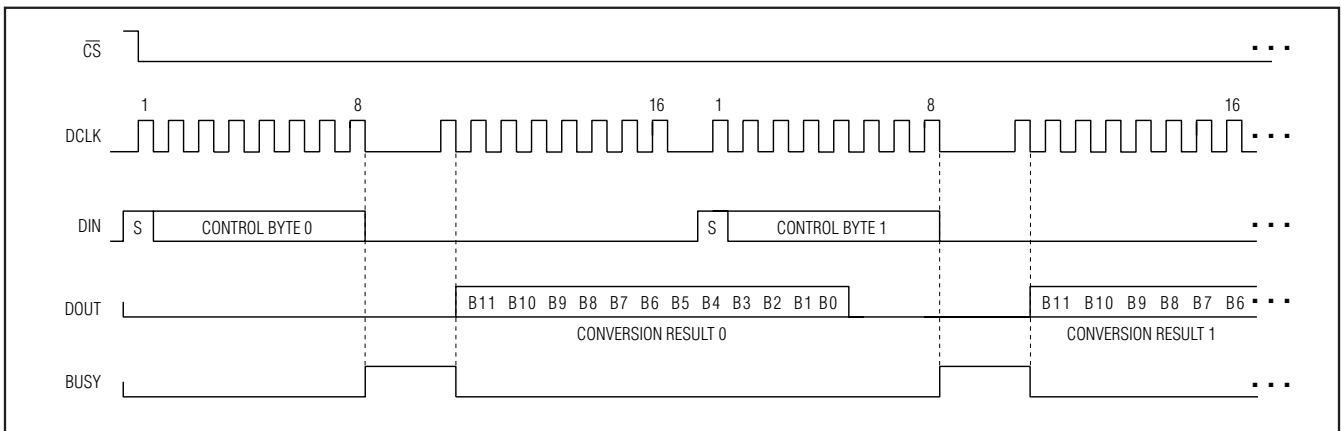 CS
1 8 16 1 8 16
DCLK
DIN S CONTROL BYTE 0 S CONTROL BYTE 1
DOUT B11 B10 B9 B8 B7 B6 B5 B4 B3 B2 B1 B0 B11 B10 B9 B8 B7 B6
CONVERSION RESULT 0 CONVERSION RESULT 1
BUSY